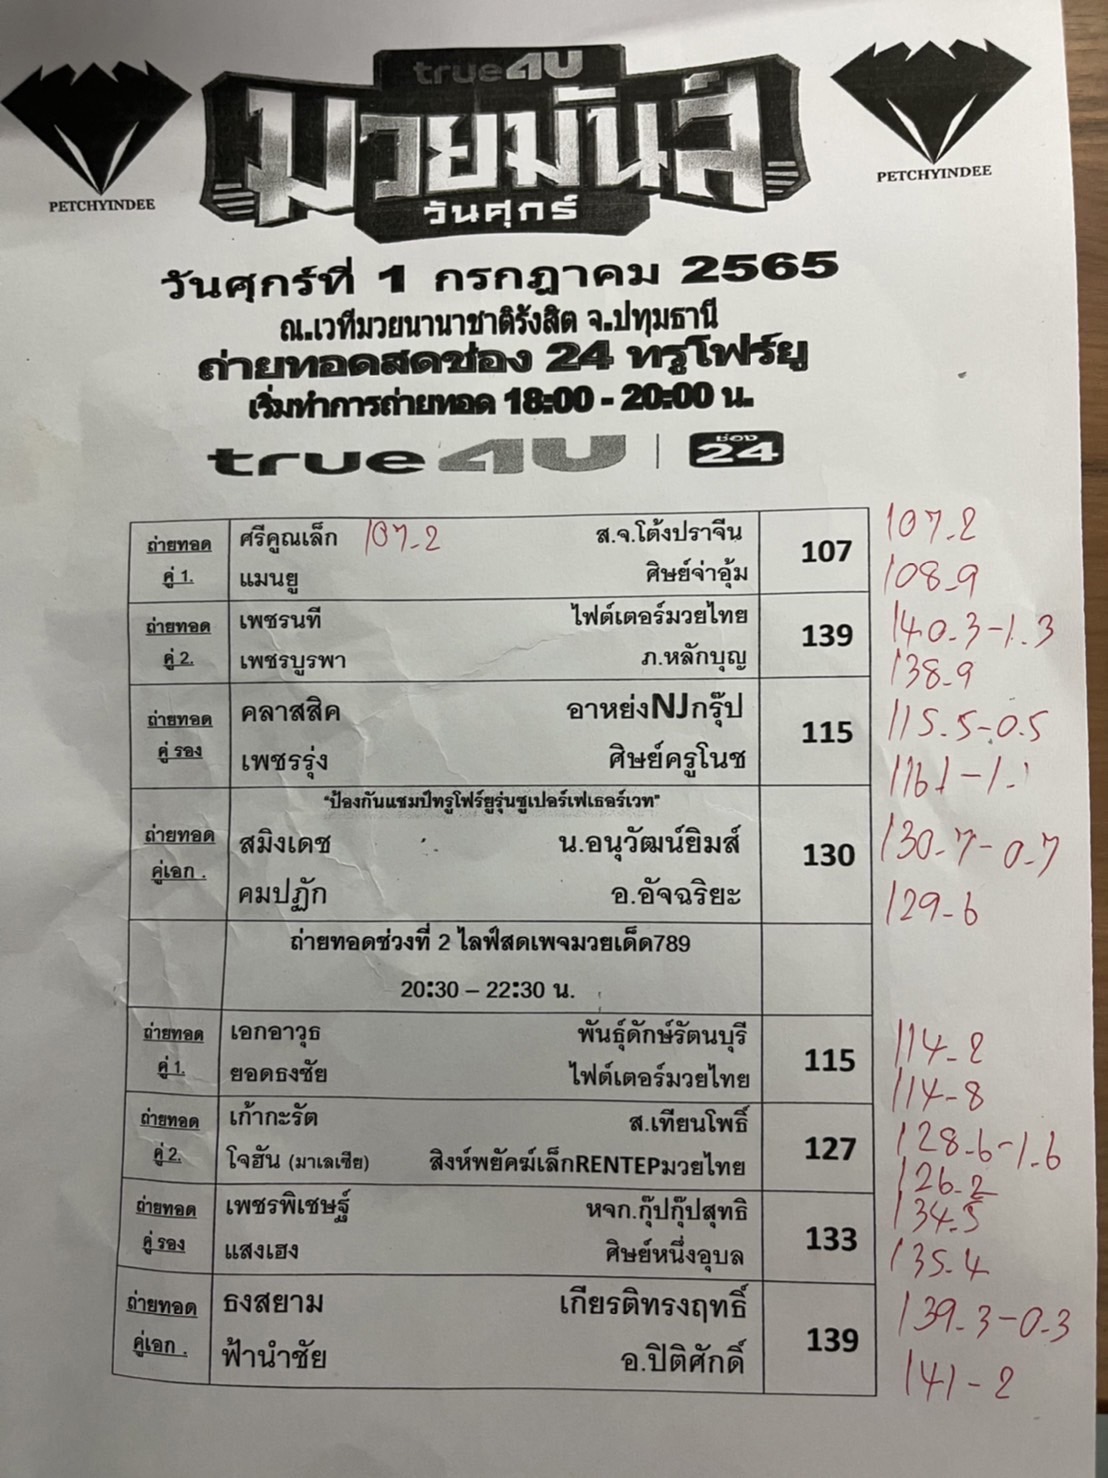 true4U
มวยมันส์
วันศุกร์
PETCHYINDEE
PETCHYINDEE
วันศุกร์ที่ 1 กรกฎาคม 2565
ณ.เวทีมวยนานาชาติรังสิต จ.ปทุมธานี
ถ่ายทอดสดช่อง 24 ทรูโฟร์ยู
เริ่มทำการถ่ายทอด 18:00 - 20:00 น.
true4U | ช่อง 24
ถ่ายทอด คู่ 1. 107
ศรีคูณเล็ก 107-2 ส.จ.โต้งปราจีน 107-2
แมนยู ศิษย์จ่าอุ้ม 108-9
ถ่ายทอด คู่ 2. 139
เพชรนที ไฟต์เตอร์มวยไทย 140.3-1.3
เพชรบูรพา ภ.หลักบุญ 138-9
ถ่ายทอด คู่ รอง 115
คลาสสิค อาหย่งNJกรุ๊ป 115.5-0.5
เพชรรุ่ง ศิษย์ครูโนช 116.1-1.1
"ป้องกันแชมป์ทรูโฟร์ยูรุ่นซูเปอร์เฟเธอร์เวท"
ถ่ายทอด คู่เอก . 130
สมิงเดช น.อนุวัฒน์ยิมส์ 130-7-0-7
คมปฏัก อ.อัจฉริยะ 129-6
ถ่ายทอดช่วงที่ 2 ไลฟ์สดเพจมวยเด็ด789
20:30 – 22:30 น.
ถ่ายทอด คู่ 1. 115
เอกอาวุธ พันธุ์ดักษ์รัตนบุรี 114-2
ยอดธงชัย ไฟต์เตอร์มวยไทย 114-8
ถ่ายทอด คู่ 2. 127
เก้ากะรัต ส.เทียนโพธิ์ 128.6-1.6
โจฮัน (มาเลเซีย) สิงห์พยัคฆ์เล็กRENTEPมวยไทย 126-2
ถ่ายทอด คู่ รอง 133
เพชรพิเชษฐ์ หจก.กุ๊ปกุ๊ปสุทธิ 134.5
แสงเฮง ศิษย์หนึ่งอุบล 135-4
ถ่ายทอด คู่เอก . 139
ธงสยาม เกียรติทรงฤทธิ์ 139-3-0-3
ฟ้านำชัย อ.ปิติศักดิ์ 141-2